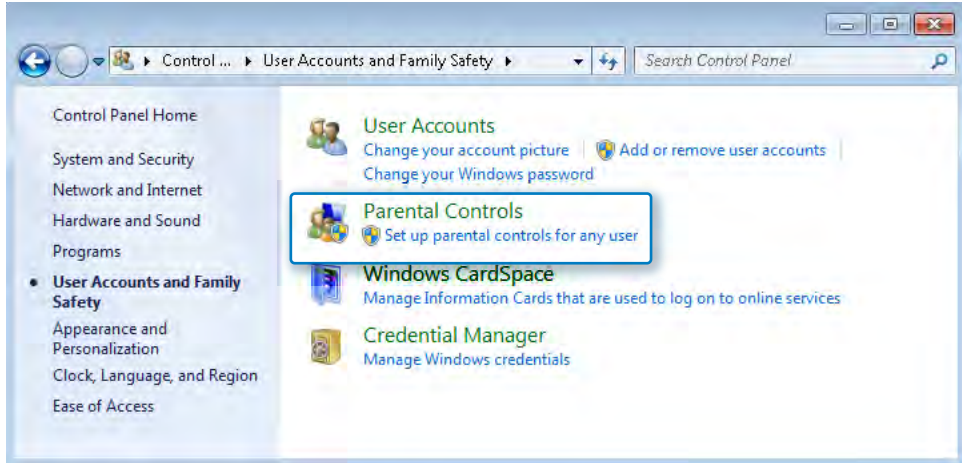 Control ... User Accounts and Family Safety
Search Control Panel
Control Panel Home
System and Security
Network and Internet
Hardware and Sound
Programs
User Accounts and Family
Safety
Appearance and
Personalization
Clock, Language, and Region
Ease of Access
User Accounts
Change your account picture
Add or remove user accounts
Change your Windows password
Parental Controls
Set up parental controls for any user
Windows CardSpace
Manage Information Cards that are used to log on to online services
Credential Manager
Manage Windows credentials